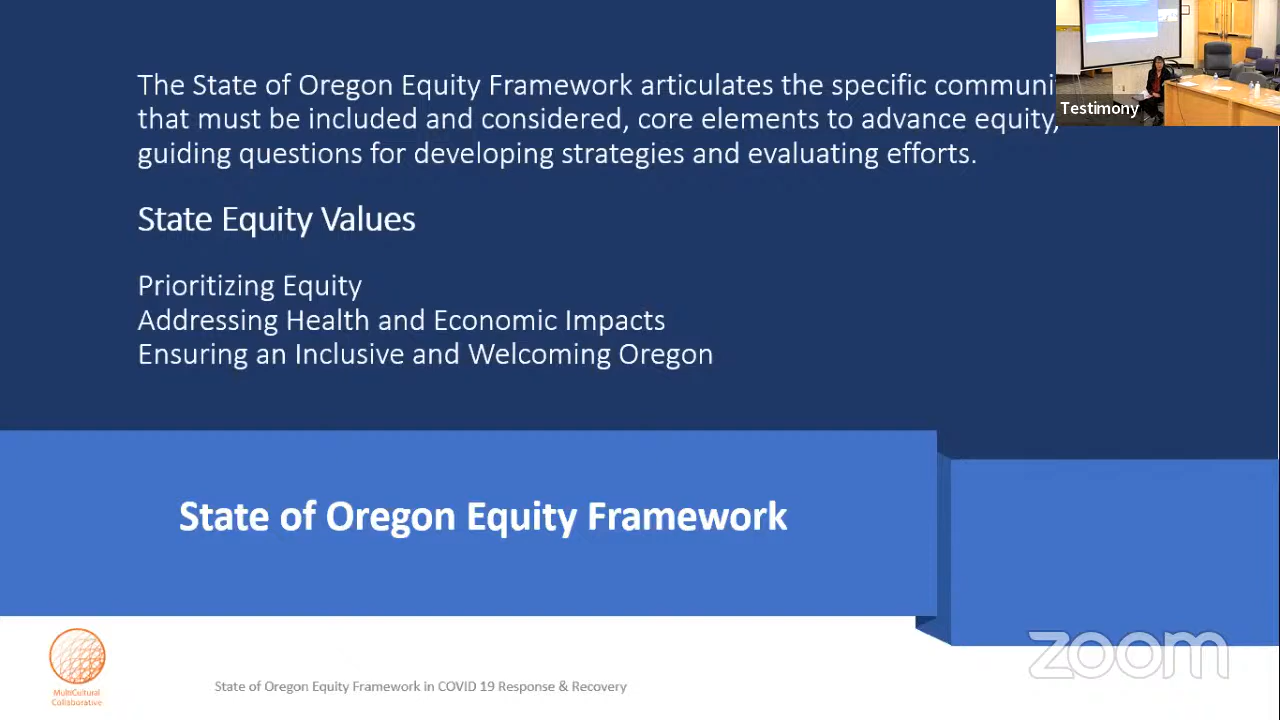 The State of Oregon Equity Framework articulates the specific communi
that must be included and considered, core elements to advance equity,
guiding questions for developing strategies and evaluating efforts.
State Equity Values
Prioritizing Equity
Addressing Health and Economic Impacts
Ensuring an Inclusive and Welcoming Oregon
Testimony
State of Oregon Equity Framework
MultiCultural
Collaborative
State of Oregon Equity Framework in COVID 19 Response & Recovery
zoom